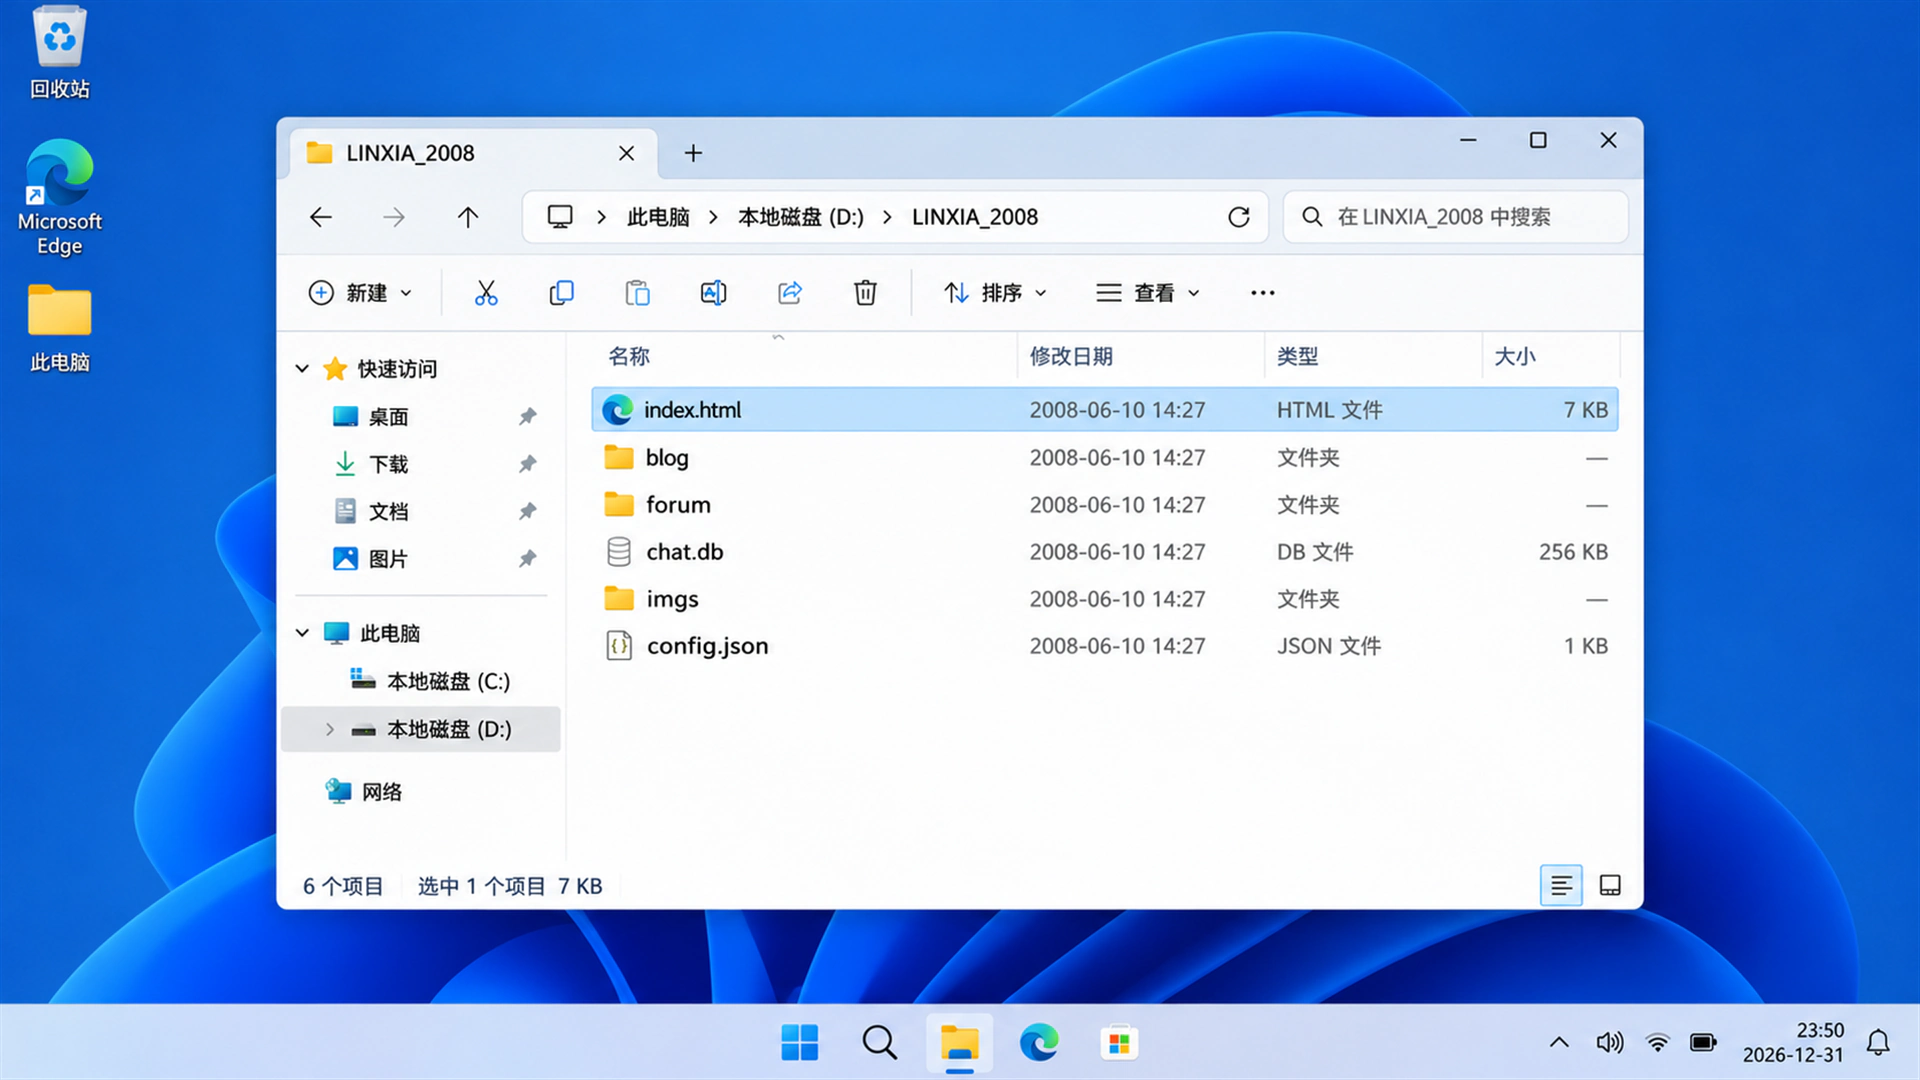 回收站
Microsoft
Edge
此电脑
LINXIA_2008
此电脑 本地磁盘 (D:) LINXIA_2008
在 LINXIA_2008 中搜索
新建 排序 查看
快速访问
桌面
下载
文档
图片
此电脑
本地磁盘 (C:)
本地磁盘 (D:)
网络
名称 修改日期 类型 大小
index.html 2008-06-10 14:27 HTML 文件 7 KB
blog 2008-06-10 14:27 文件夹 —
forum 2008-06-10 14:27 文件夹 —
chat.db 2008-06-10 14:27 DB 文件 256 KB
imgs 2008-06-10 14:27 文件夹 —
config.json 2008-06-10 14:27 JSON 文件 1 KB
6 个项目 选中 1 个项目 7 KB
23:50
2026-12-31